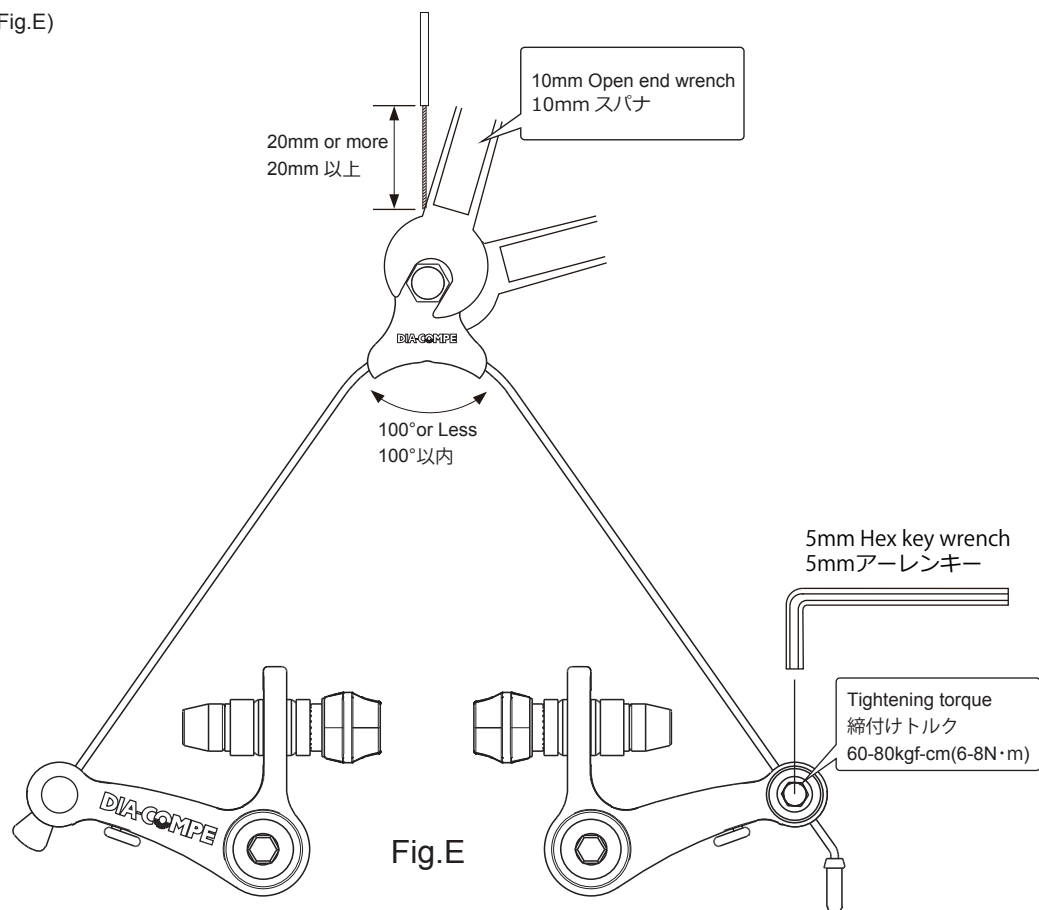 Fig.E)
10mm Open end wrench
10mm スパナ
20mm or more
20mm 以上
DIA-COMPE
100°or Less
100°以内
5mm Hex key wrench
5mmアーレンキー
Tightening torque
締付けトルク
60-80kgf-cm(6-8N･m)
DIA-COMPE
Fig.E